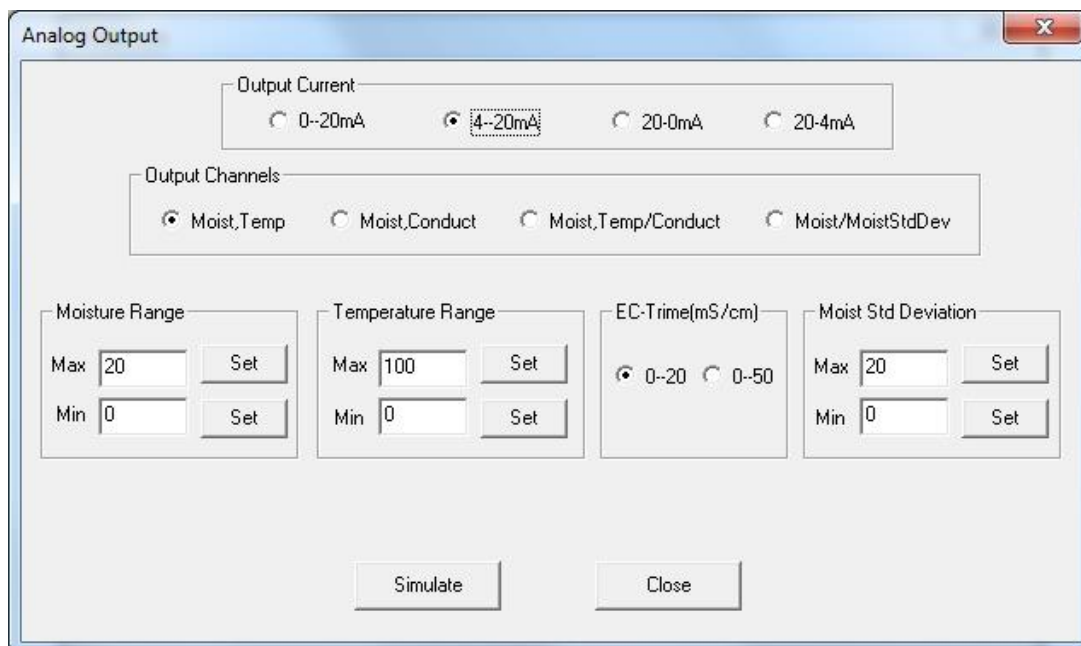 Analog Output
Output Current
0--20mA 4--20mA 20-0mA 20-4mA
Output Channels
Moist,Temp Moist,Conduct Moist,Temp/Conduct Moist/MoistStdDev
Moisture Range
Max 20 Set
Min 0 Set
Temperature Range
Max 100 Set
Min 0 Set
EC-Trime(mS/cm)
0--20 0--50
Moist Std Deviation
Max 20 Set
Min 0 Set
Simulate Close